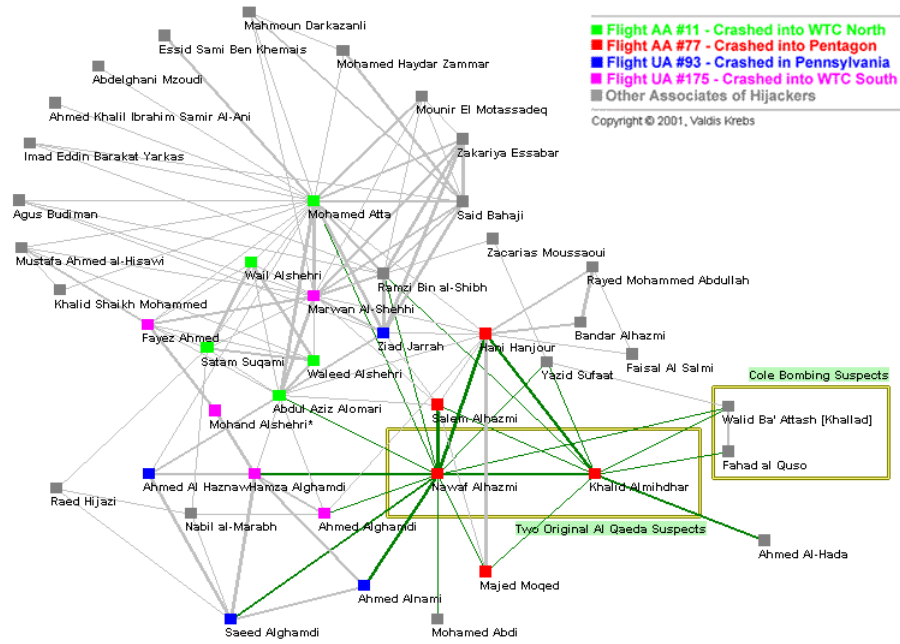 Mahmoun Darkazanli
Flight AA #11 - Crashed into WTC North
Essid Sami Ben Khemais
Flight AA #77 - Crashed into Pentagon
Mohamed Haydar Zammar
Flight UA #93 - Crashed in Pennsylvania
Abdelghani Mzoudi
Flight UA #175 - Crashed into WTC South
Other Associates of Hijackers
Mounir El Motassadeq
Ahmed Khalil Ibrahim Samir Al-Ani
Copyright © 2001, Valdis Krebs
Zakariya Essabar
Imad Eddin Barakat Yarkas
Agus Budiman
Mohamed Atta
Said Bahaji
Mustafa Ahmed al-Hisawi
Zacarias Moussaoui
Wail Alshehri
Ramzi Bin al-Shibh
Rayed Mohammed Abdullah
Khalid Shaikh Mohammed
Marwan Al-Shehhi
Fayez Ahmed
Ziad Jarrah
Hani Hanjour
Bandar Alhazmi
Satam Suqami
Waleed Alshehri
Yazid Sufaat
Faisal Al Salmi
Cole Bombing Suspects
Abdul Aziz Alomari
Mohand Alshehri*
Salem Alhazmi
Walid Ba' Attash [Khallad]
Fahad al Quso
Ahmed Al Haznawi
Hamza Alghamdi
Nawaf Alhazmi
Khalid Almihdhar
Raed Hijazi
Nabil al-Marabh
Ahmed Alghamdi
Two Original Al Qaeda Suspects
Ahmed Al-Hada
Majed Moqed
Ahmed Alnami
Saeed Alghamdi
Mohamed Abdi